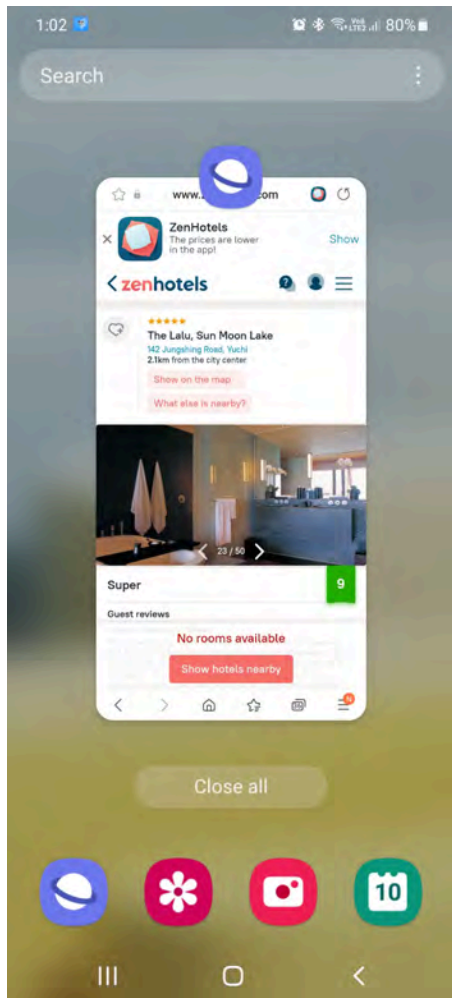 1:02
80%
Search
ZenHotels
The prices are lower
in the app!
Show
zenhotels
The Lalu, Sun Moon Lake
142 Jungshing Road, Yuchi
2.1km from the city center
Show on the map
What else is nearby?
23 / 50
Super
9
Guest reviews
No rooms available
Show hotels nearby
Close all
10